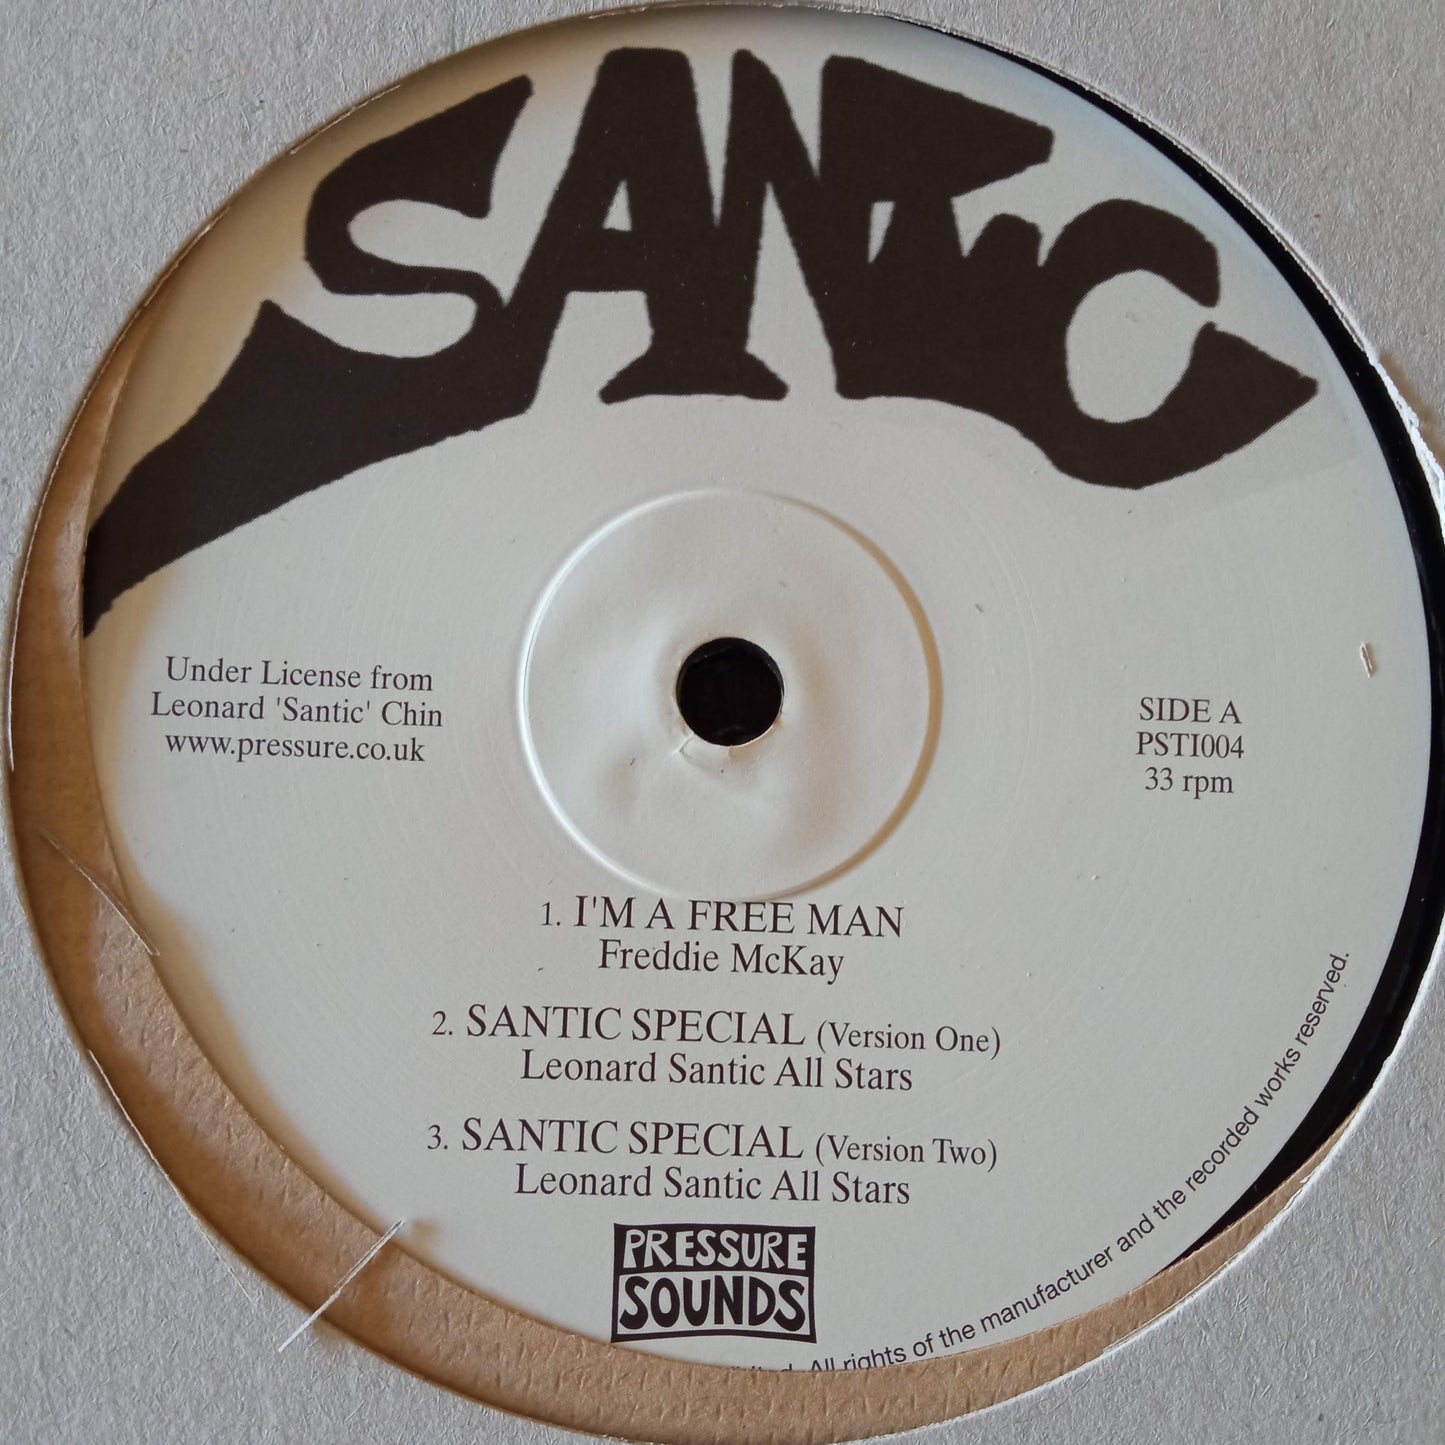 SANTIC
Under License from
Leonard 'Santic' Chin
www.pressure.co.uk
SIDE A
PSTI004
33 rpm
1. I'M A FREE MAN
Freddie McKay
2. SANTIC SPECIAL (Version One)
Leonard Santic All Stars
3. SANTIC SPECIAL (Version Two)
Leonard Santic All Stars
PRESSURE
SOUNDS
All rights of the manufacturer and the recorded works reserved.